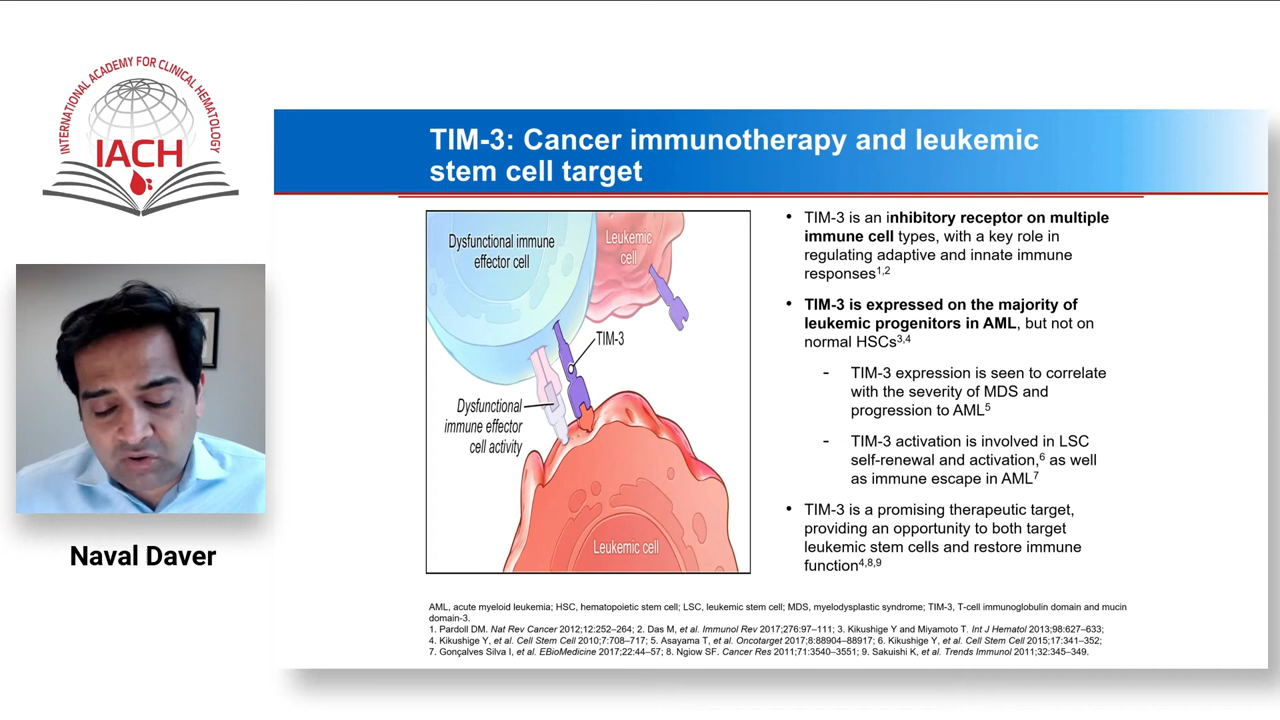 INTERNATIONAL ACADEMY FOR CLINICAL HEMATOLOGY
IACH
Naval Daver
TIM-3: Cancer immunotherapy and leukemic
stem cell target
Dysfunctional immune
effector cell
Leukemic
cell
TIM-3
Dysfunctional
immune effector
cell activity
Leukemic cell
• TIM-3 is an inhibitory receptor on multiple
immune cell types, with a key role in
regulating adaptive and innate immune
responses1,2
• TIM-3 is expressed on the majority of
leukemic progenitors in AML, but not on
normal HSCs3,4
- TIM-3 expression is seen to correlate
with the severity of MDS and
progression to AML5
- TIM-3 activation is involved in LSC
self-renewal and activation,6 as well
as immune escape in AML7
• TIM-3 is a promising therapeutic target,
providing an opportunity to both target
leukemic stem cells and restore immune
function4,8,9
AML, acute myeloid leukemia; HSC, hematopoietic stem cell; LSC, leukemic stem cell; MDS, myelodysplastic syndrome; TIM-3, T-cell immunoglobulin domain and mucin
domain-3.
1. Pardoll DM. Nat Rev Cancer 2012;12:252–264; 2. Das M, et al. Immunol Rev 2017;276:97–111; 3. Kikushige Y and Miyamoto T. Int J Hematol 2013;98:627–633;
4. Kikushige Y, et al. Cell Stem Cell 2010;7:708–717; 5. Asayama T, et al. Oncotarget 2017;8:88904–88917; 6. Kikushige Y, et al. Cell Stem Cell 2015;17:341–352;
7. Gonçalves Silva I, et al. EBioMedicine 2017;22:44–57; 8. Ngiow SF. Cancer Res 2011;71:3540–3551; 9. Sakuishi K, et al. Trends Immunol 2011;32:345–349.